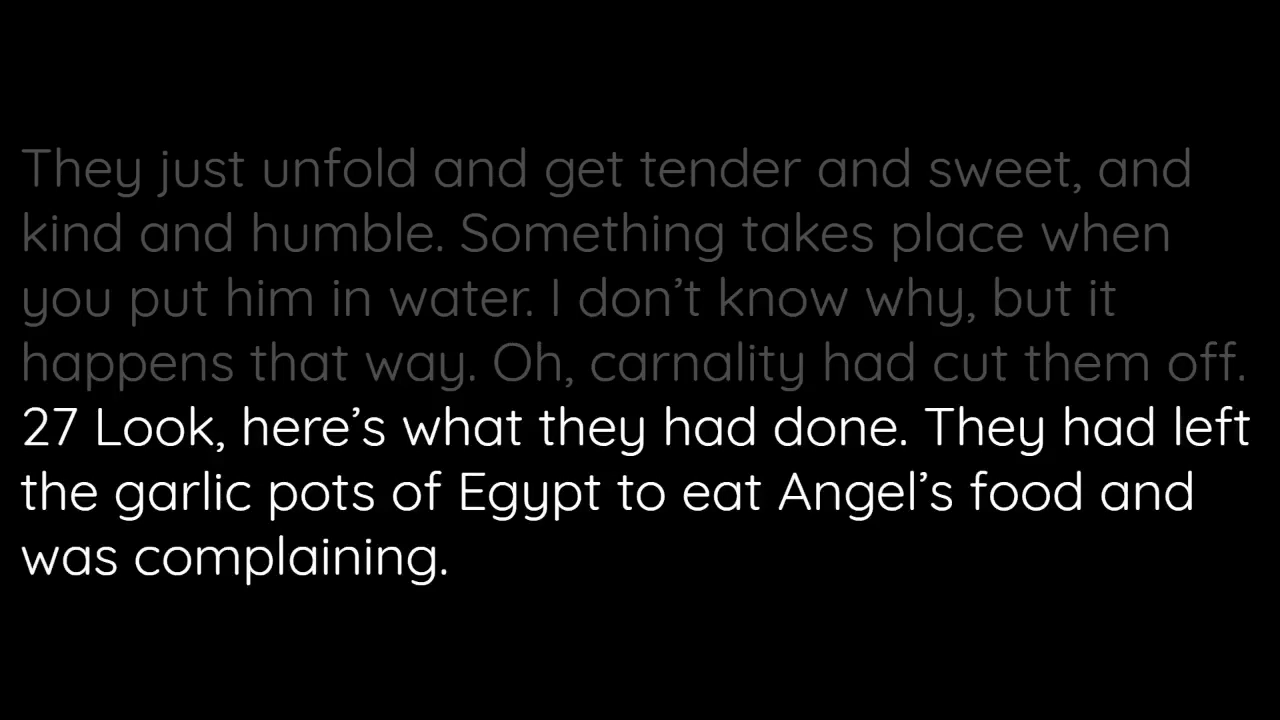 They just unfold and get tender and sweet, and
kind and humble. Something takes place when
you put him in water. I don’t know why, but it
happens that way. Oh, carnality had cut them off.
27 Look, here’s what they had done. They had left
the garlic pots of Egypt to eat Angel’s food and
was complaining.